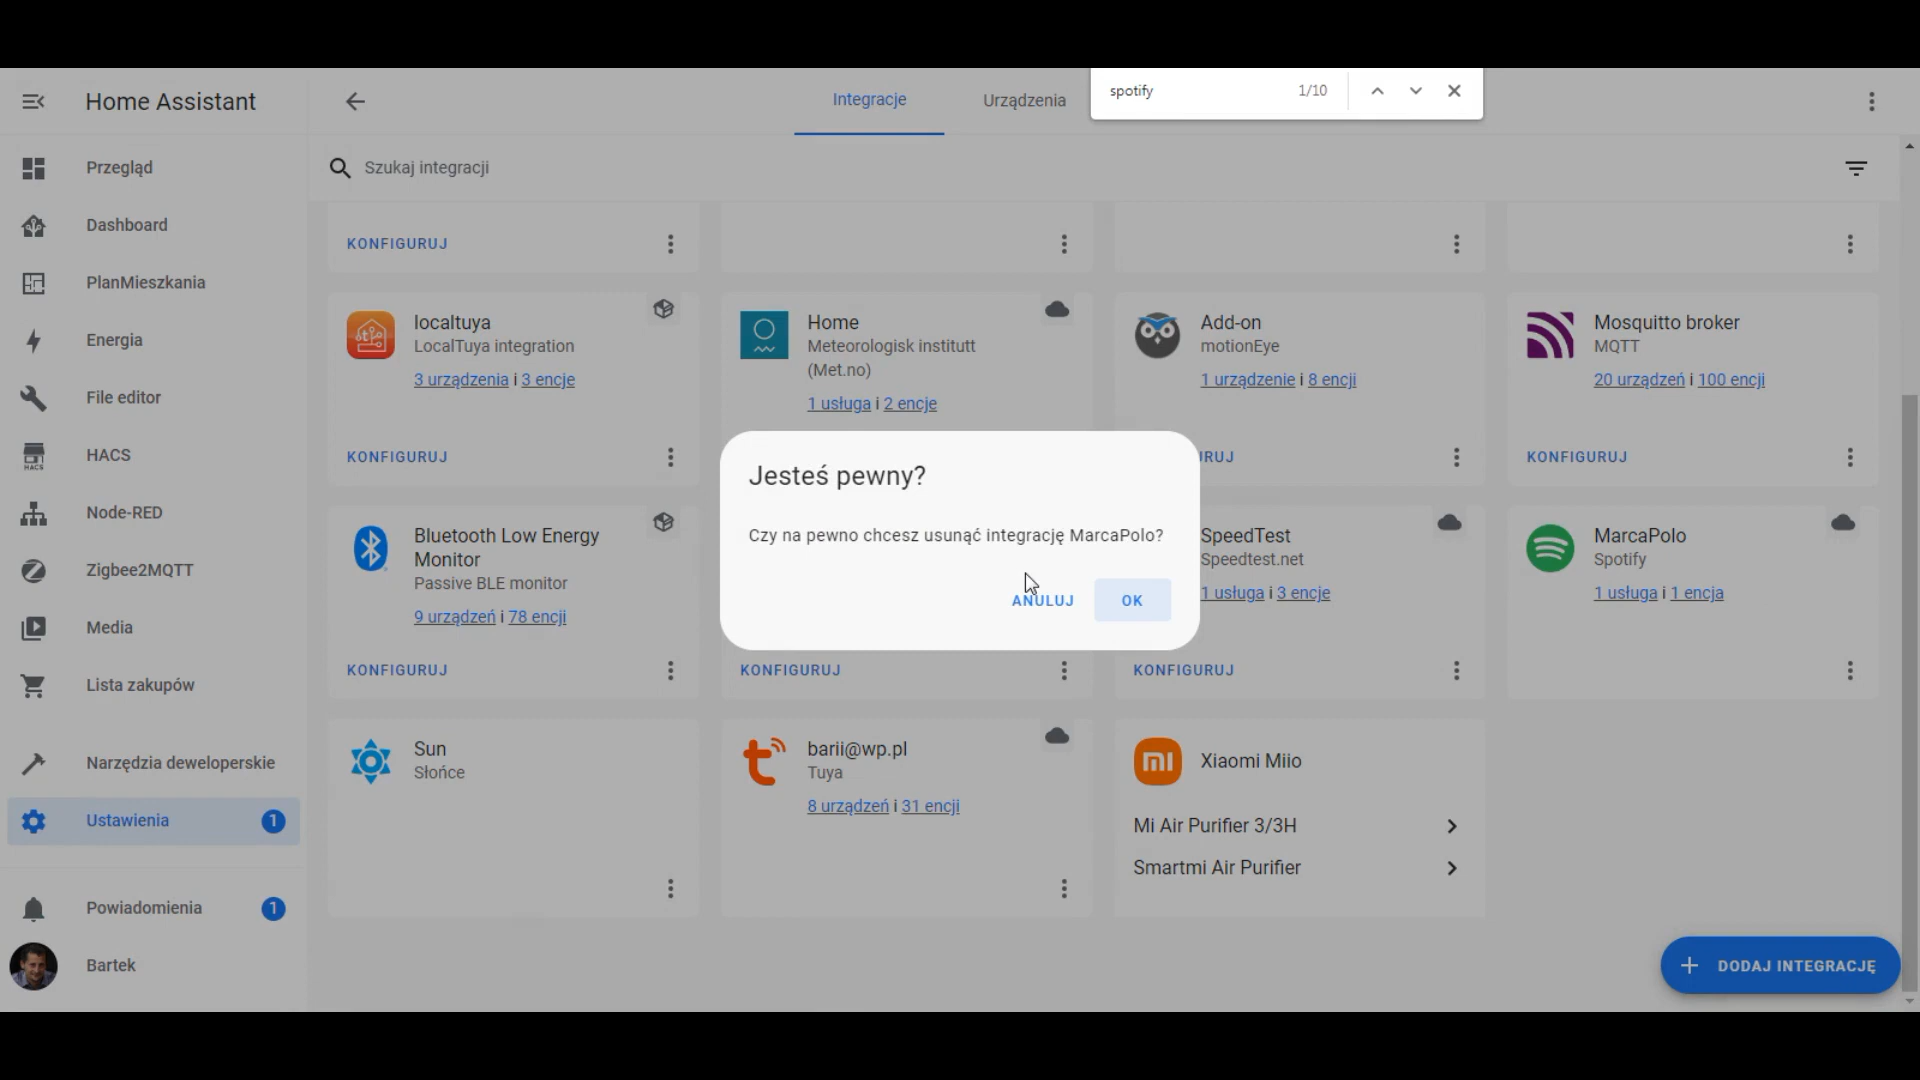 Home Assistant
Integracje
Urządzenia
spotify
1/10
Szukaj integracji
Przegląd
Dashboard
PlanMieszkania
Energia
File editor
HACS
HACS
Node-RED
Zigbee2MQTT
Media
Lista zakupów
Narzędzia deweloperskie
Ustawienia
1
Powiadomienia
1
Bartek
KONFIGURUJ
localtuya
LocalTuya integration
3 urządzenia i 3 encje
KONFIGURUJ
Home
Meteorologisk institutt
(Met.no)
1 usługa i 2 encje
Add-on
motionEye
1 urządzenie i 8 encji
RUJ
Mosquitto broker
MQTT
20 urządzeń i 100 encji
KONFIGURUJ
Jesteś pewny?
Czy na pewno chcesz usunąć integrację MarcaPolo?
ANULUJ
OK
Bluetooth Low Energy
Monitor
Passive BLE monitor
9 urządzeń i 78 encji
KONFIGURUJ
KONFIGURUJ
SpeedTest
Speedtest.net
1 usługa i 3 encje
KONFIGURUJ
MarcaPolo
Spotify
1 usługa i 1 encja
Sun
Słońce
barii@wp.pl
Tuya
8 urządzeń i 31 encji
Xiaomi Miio
Mi Air Purifier 3/3H
Smartmi Air Purifier
DODAJ INTEGRACJĘ